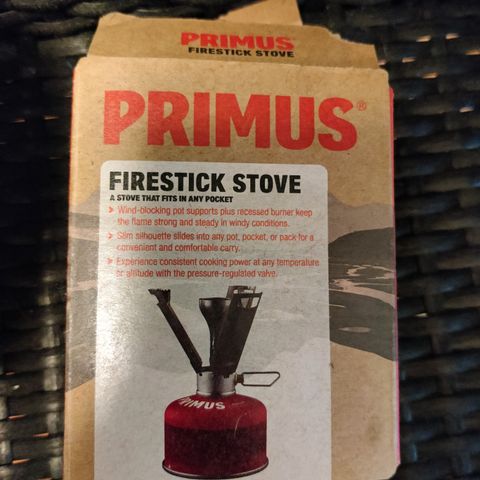 PRIMUS
FIRESTICK STOVE
PRIMUS®
FIRESTICK STOVE
A STOVE THAT FITS IN ANY POCKET
➤ Wind-blocking pot supports plus recessed burner keep
the flame strong and steady in windy conditions.
➤ Slim silhouette slides into any pot, pocket, or pack for a
convenient and comfortable carry.
➤ Experience consistent cooking power at any temperature
or altitude with the pressure-regulated valve.
PRIMUS